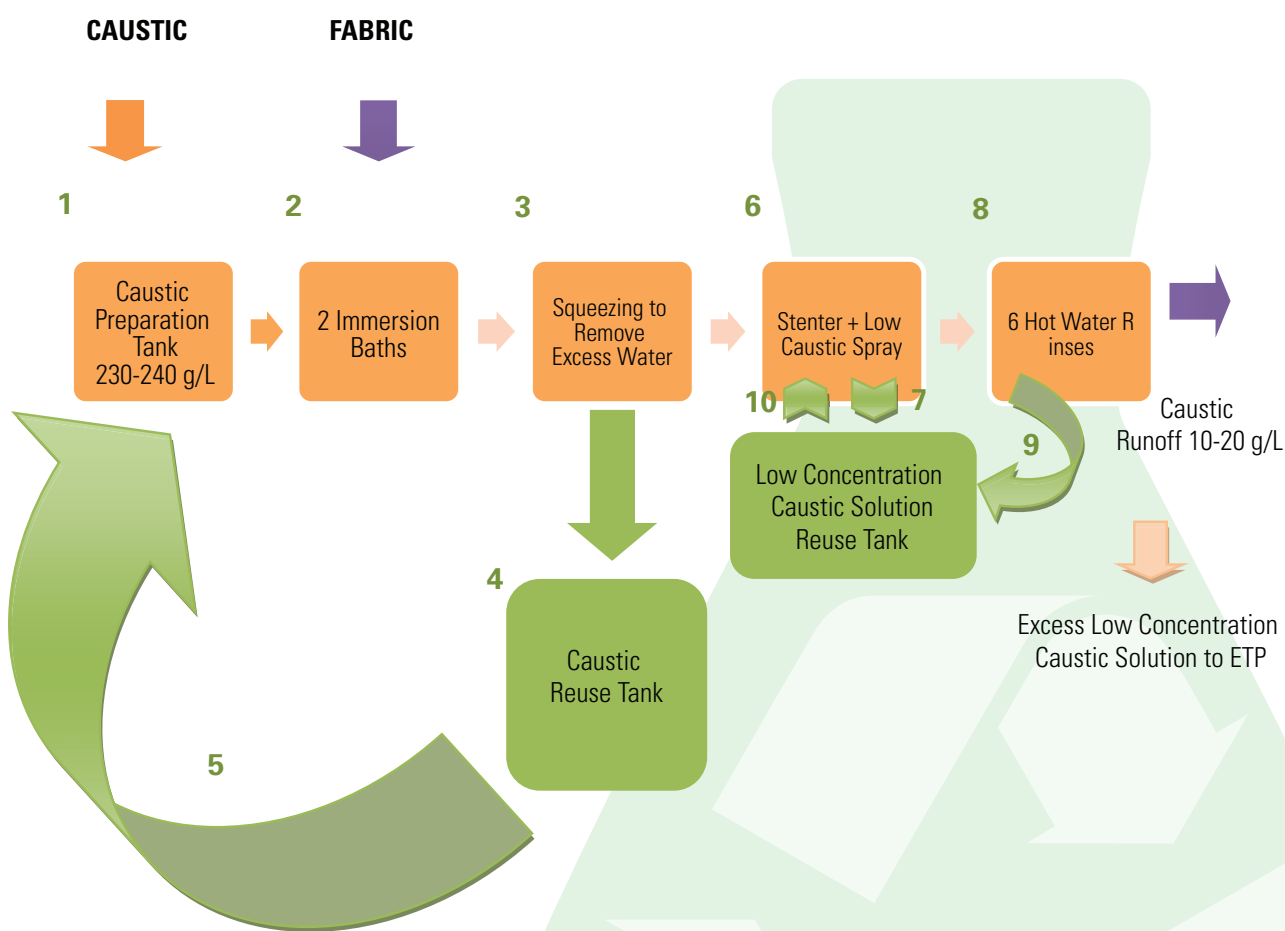 CAUSTIC
FABRIC
1
2
3
6
8
Caustic
Preparation
Tank
230-240 g/L
2 Immersion
Baths
Squeezing to
Remove
Excess Water
Stenter + Low
Caustic Spray
6 Hot Water R
inses
10
7
9
Caustic
Runoff 10-20 g/L
Low Concentration
Caustic Solution
Reuse Tank
4
Caustic
Reuse Tank
Excess Low Concentration
Caustic Solution to ETP
5